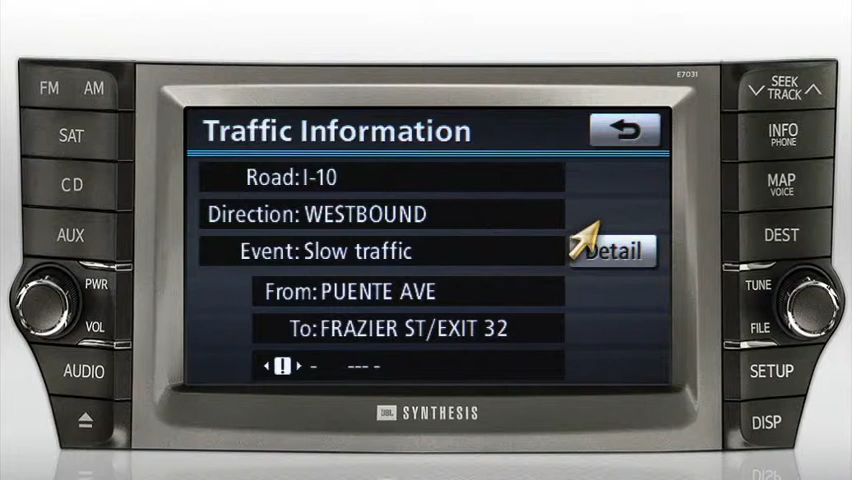 E7031
FM AM
SAT
CD
AUX
PWR
VOL
AUDIO
Traffic Information
Road: I-10
Direction: WESTBOUND
Event: Slow traffic
Detail
From: PUENTE AVE
To: FRAZIER ST/EXIT 32
! - --- -
JBL SYNTHESIS
SEEK
TRACK
INFO
PHONE
MAP
VOICE
DEST
TUNE
FILE
SETUP
DISP